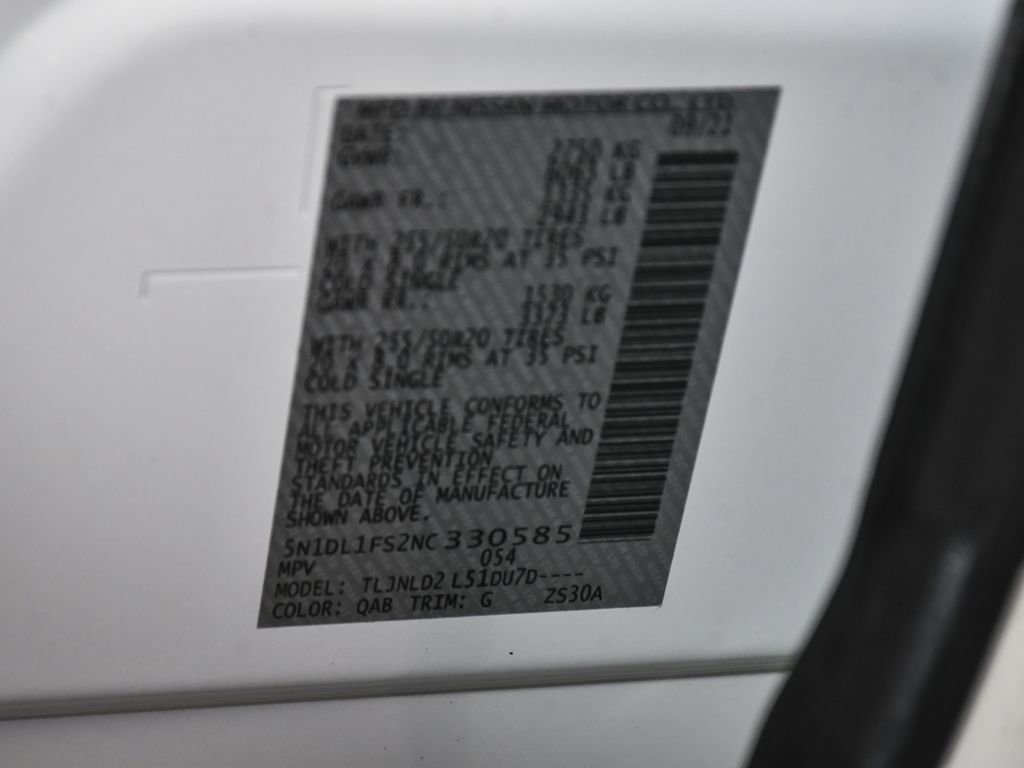 MFD BY NISSAN MOTOR CO., LTD
DATE: 09/21
GVWR: 2750 KG
6063 LB
GAWR FR.: 1335 KG
2943 LB
WITH 255/50R20 TIRES
20 X 8.0 RIMS AT 35 PSI
COLD SINGLE
GAWR RR.: 1530 KG
3373 LB
WITH 255/50R20 TIRES
20 X 8.0 RIMS AT 35 PSI
COLD SINGLE
THIS VEHICLE CONFORMS TO
ALL APPLICABLE FEDERAL
MOTOR VEHICLE SAFETY AND
THEFT PREVENTION
STANDARDS IN EFFECT ON
THE DATE OF MANUFACTURE
SHOWN ABOVE.
5N1DL1FS2NC330585
MPV 054
MODEL: TLJNLD2 L51DU7D----
COLOR: QAB TRIM: G ZS30A